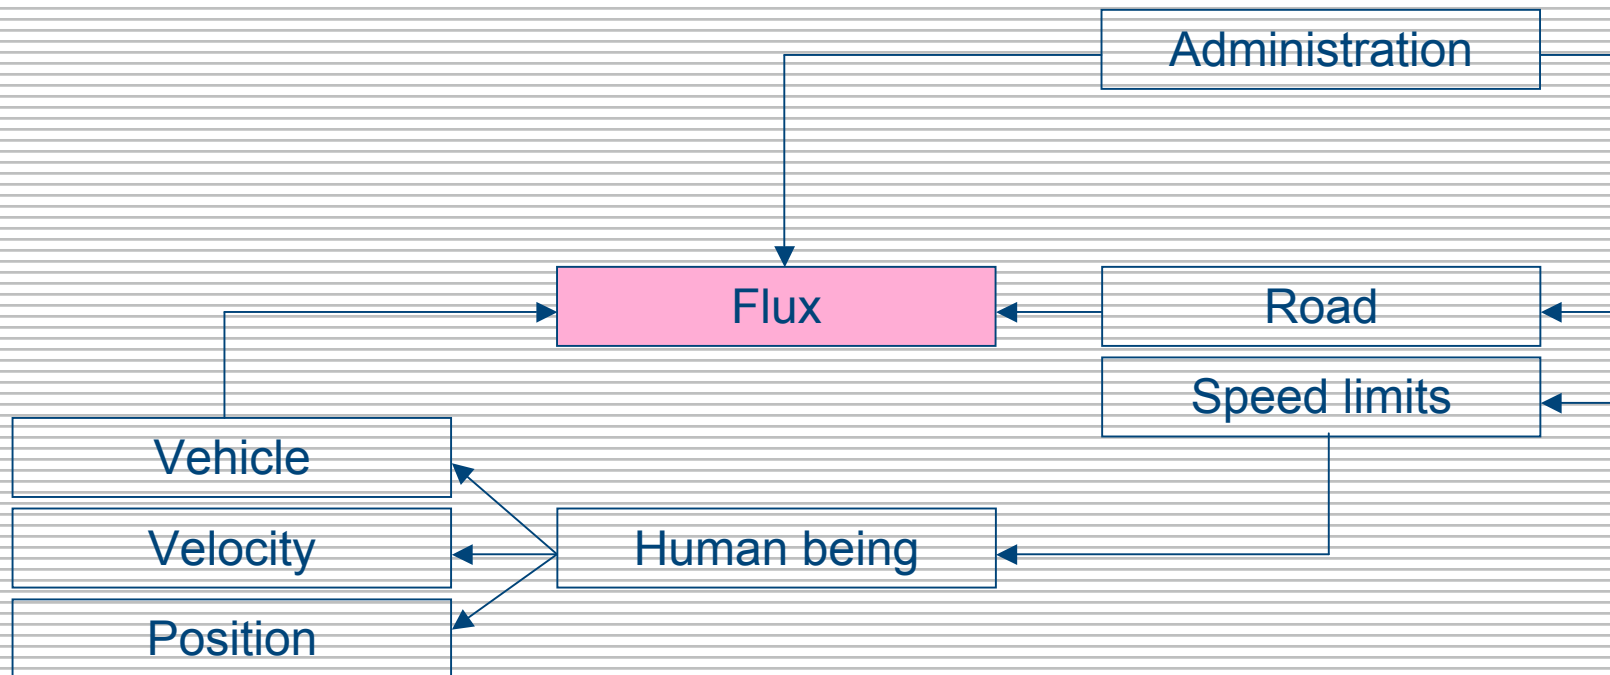 Administration
Flux
Road
Speed limits
Vehicle
Velocity
Human being
Position